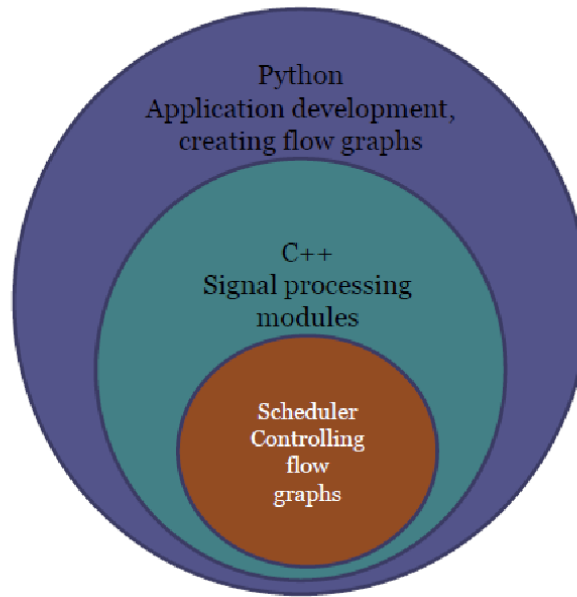 Python
Application development,
creating flow graphs
C++
Signal processing
modules
Scheduler
Controlling
flow
graphs